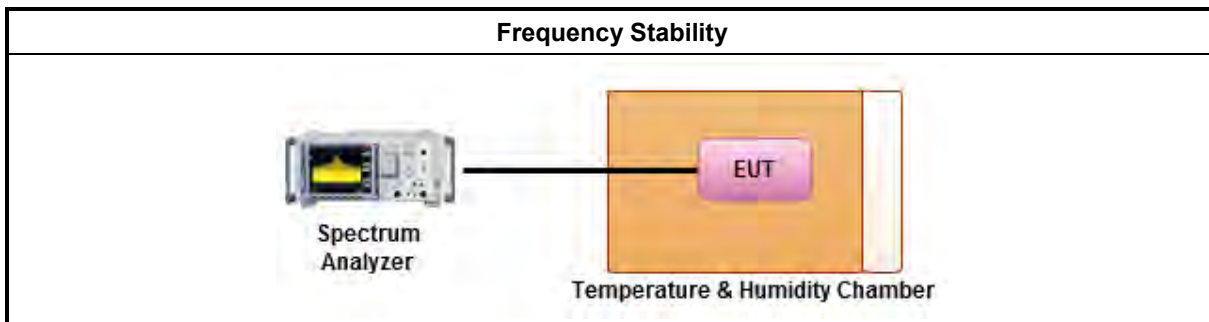 Frequency Stability
EUT
Spectrum
Analyzer
Temperature & Humidity Chamber